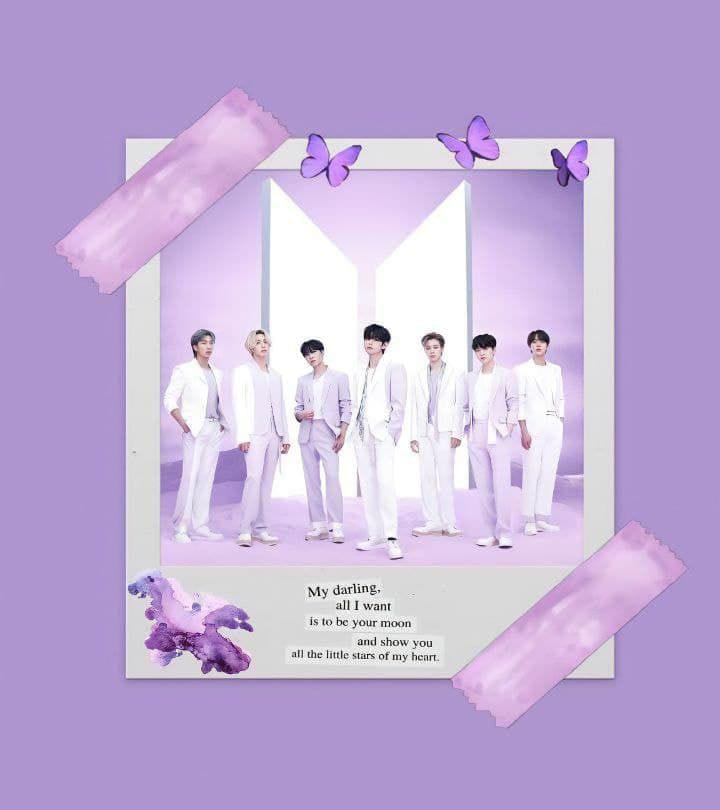 My darling,
all I want
is to be your moon
and show you
all the little stars of my heart.